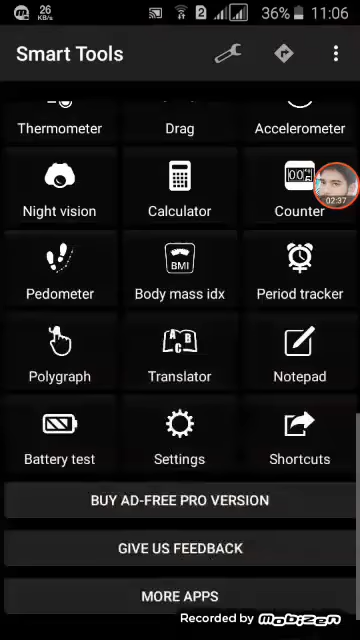 26
KB/s
2
36%
11:06
Smart Tools
Thermometer
Drag
Accelerometer
Night vision
Calculator
Counter
02:37
Pedometer
BMI
Body mass idx
Period tracker
Polygraph
A B
C
Translator
Notepad
Battery test
Settings
Shortcuts
BUY AD-FREE PRO VERSION
GIVE US FEEDBACK
MORE APPS
Recorded by Mobizen